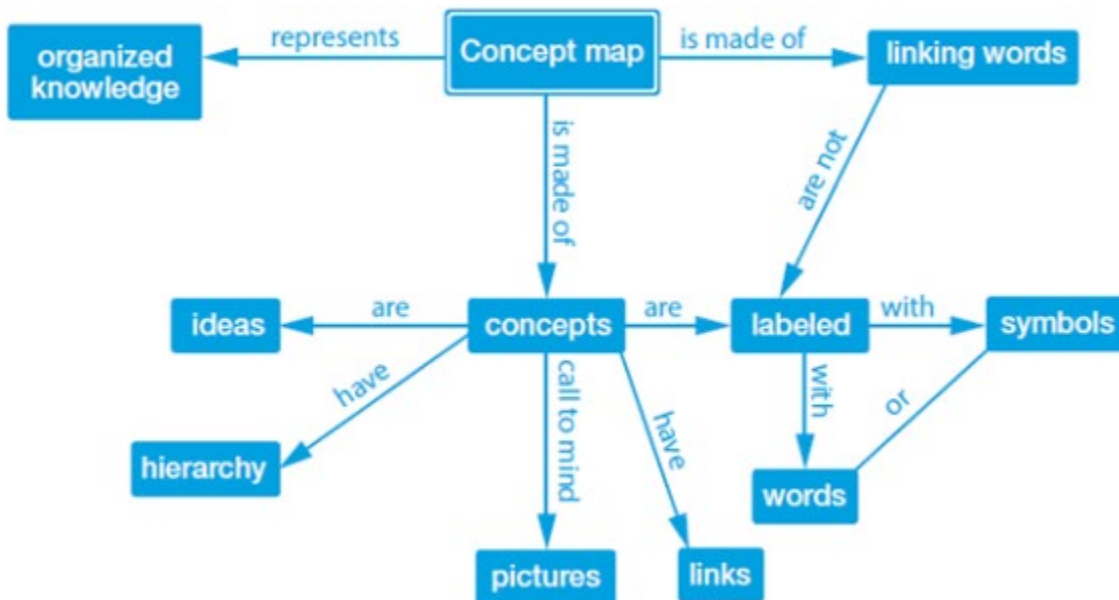 represents
Concept map
is made of
linking words
organized
knowledge
is made of
are not
ideas
are
concepts
are
labeled
with
symbols
have
call to mind
have
with
or
hierarchy
words
pictures
links